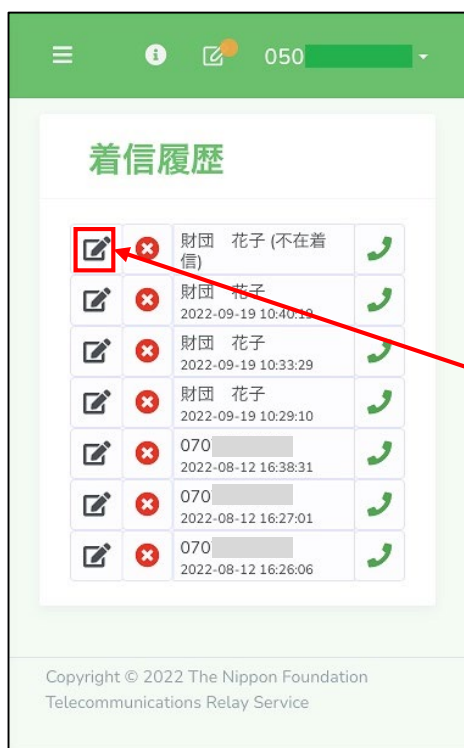 050
着信履歴
財団　花子 (不在着
信)
財団　花子
2022-09-19 10:40:19
財団　花子
2022-09-19 10:33:29
財団　花子
2022-09-19 10:29:10
070
2022-08-12 16:38:31
070
2022-08-12 16:27:01
070
2022-08-12 16:26:06
Copyright © 2022 The Nippon Foundation
Telecommunications Relay Service